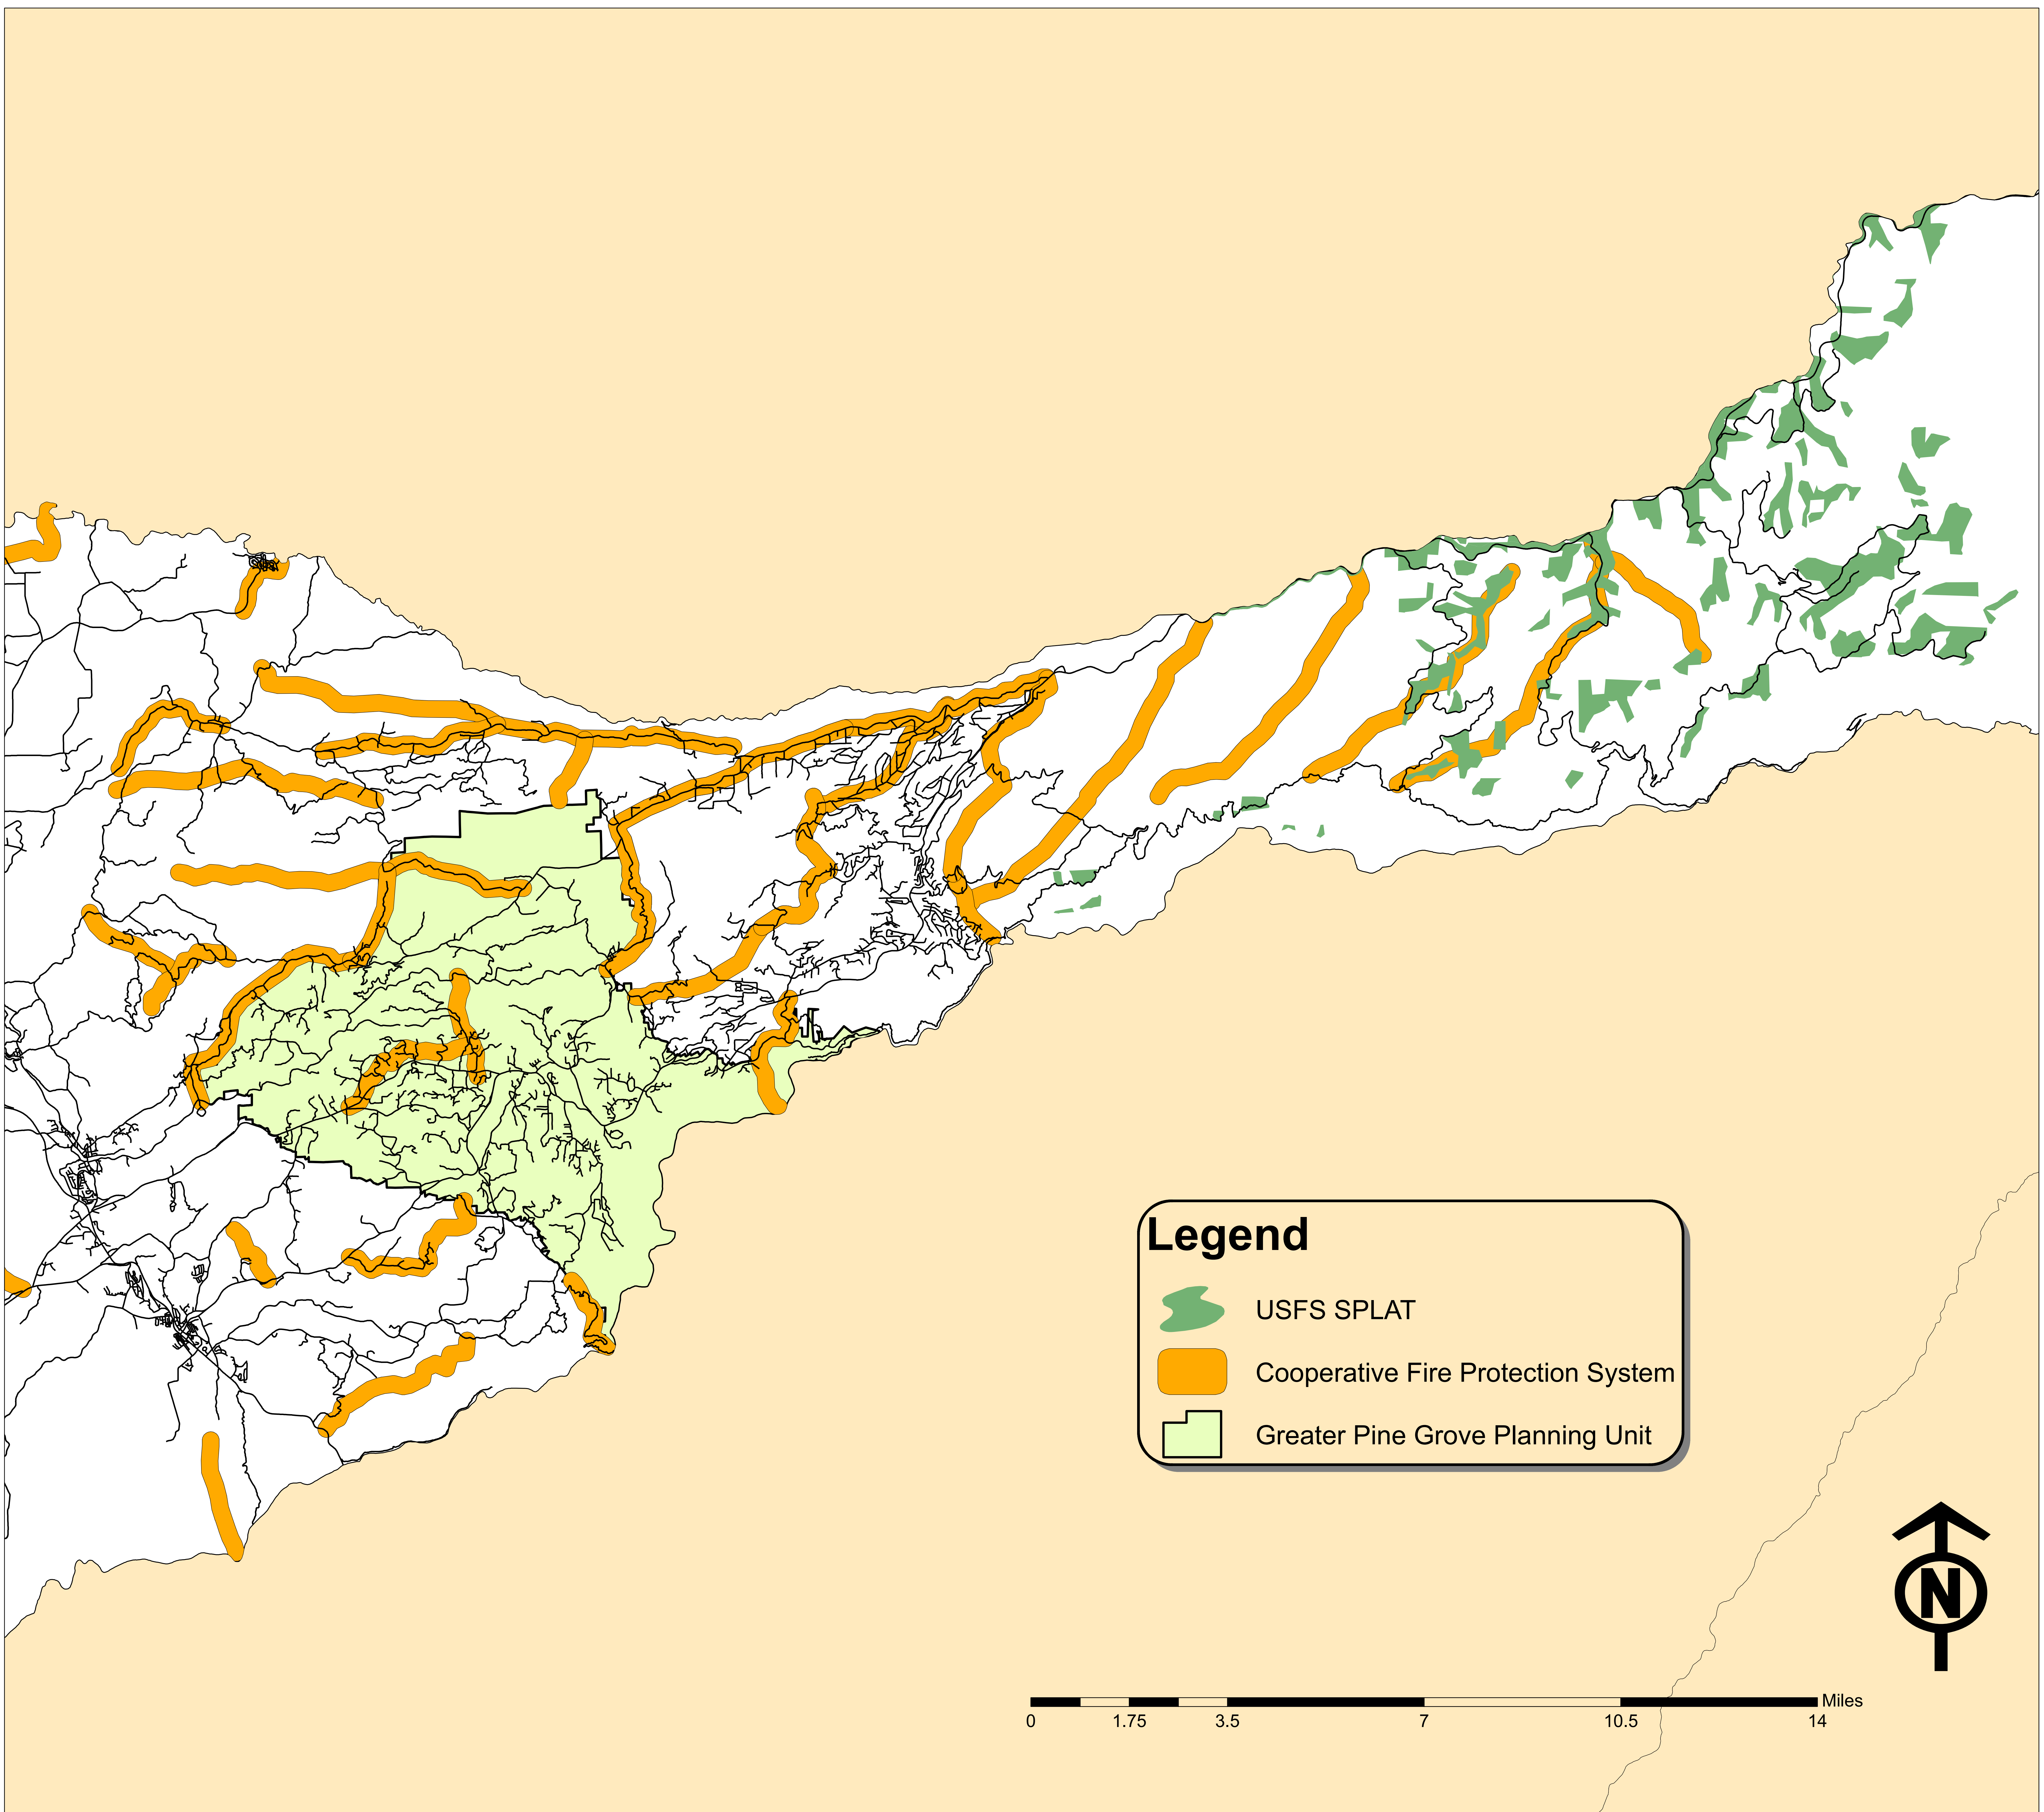 Legend
USFS SPLAT
Cooperative Fire Protection System
Greater Pine Grove Planning Unit
N
Miles
0 1.75 3.5 7 10.5 14